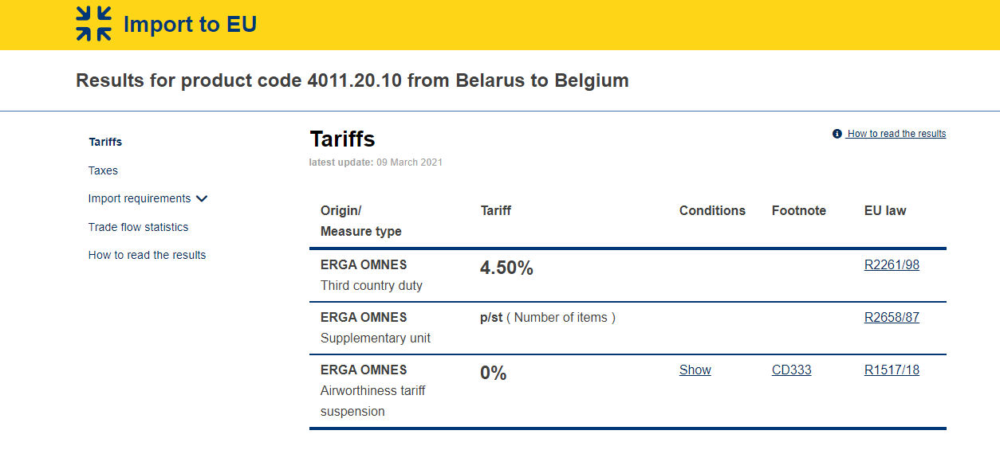 Import to EU
Results for product code 4011.20.10 from Belarus to Belgium
Tariffs
Taxes
Import requirements
Trade flow statistics
How to read the results
Tariffs
How to read the results
latest update: 09 March 2021
Origin/ Tariff Conditions Footnote EU law
Measure type
ERGA OMNES 4.50% R2261/98
Third country duty
ERGA OMNES p/st ( Number of items ) R2658/87
Supplementary unit
ERGA OMNES 0% Show CD333 R1517/18
Airworthiness tariff
suspension